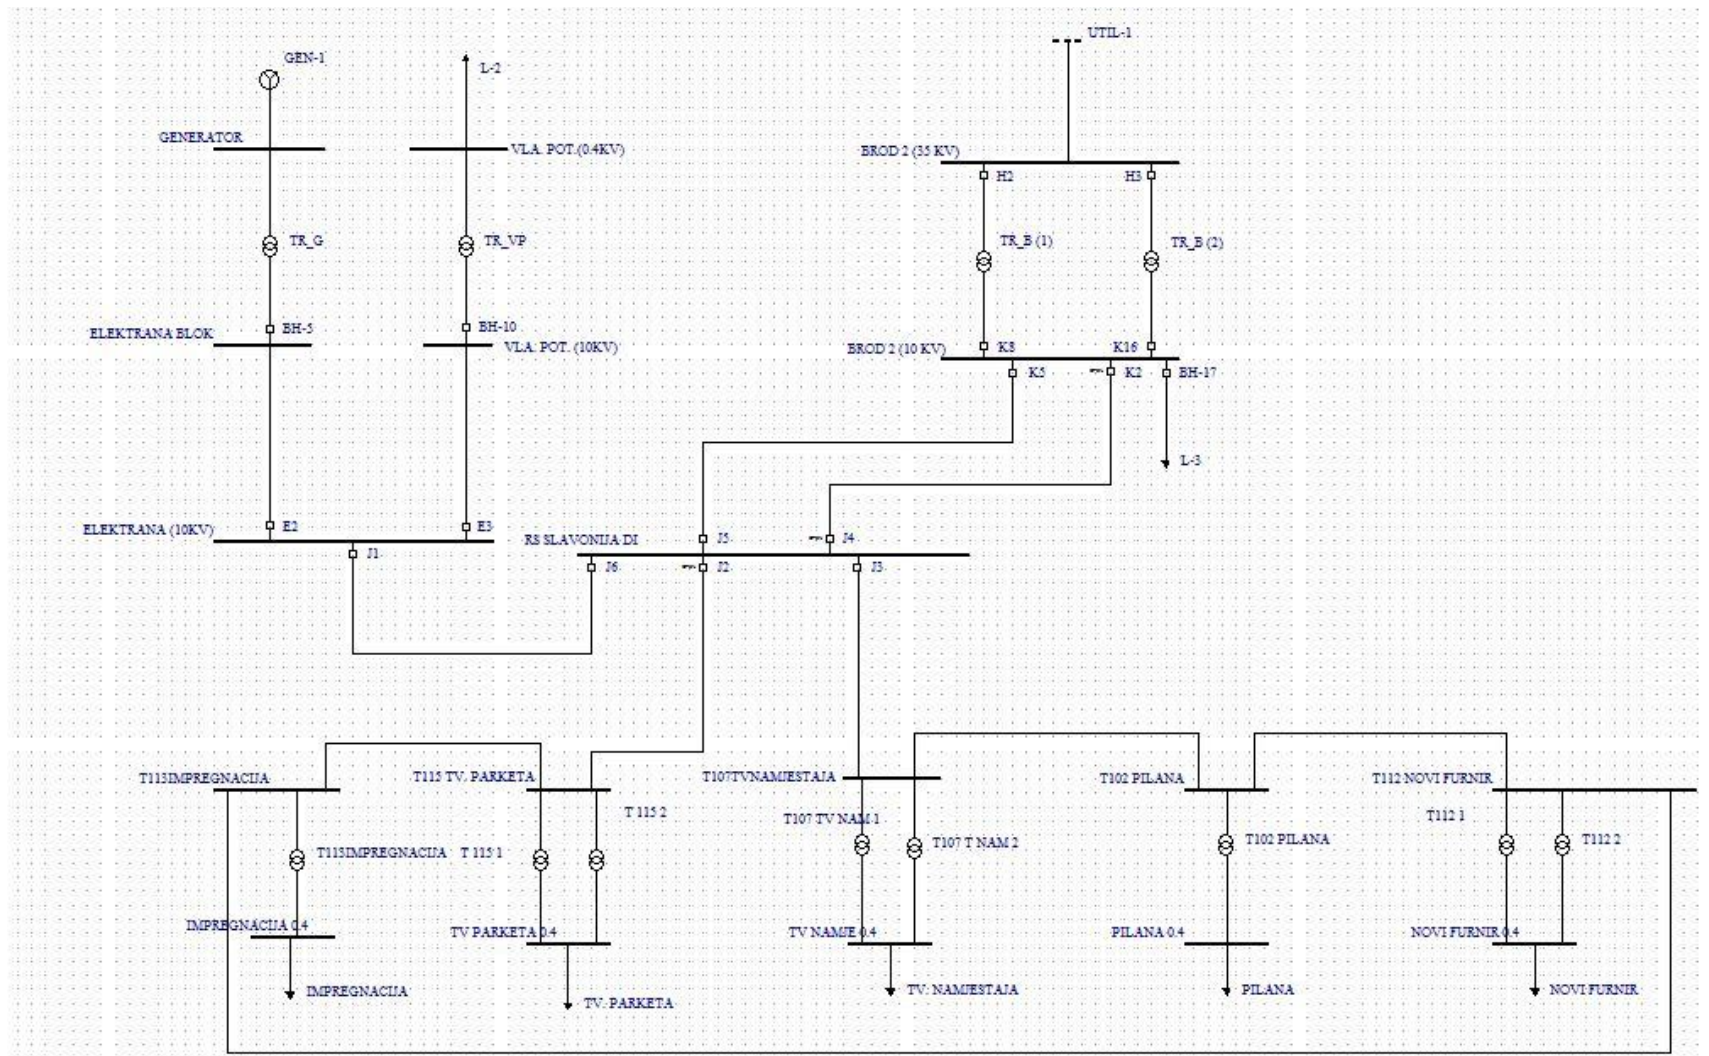 UTIL-1
GEN-1
L-2
GENERATOR
VLA. POT.(0.4KV)
BROD 2 (35 KV)
H2
H3
TR_G
TR_VP
TR_B (1)
TR_B (2)
BH-5
BH-10
ELEKTRANA BLOK
VLA. POT. (10KV)
BROD 2 (10 KV)
K8
K16
K5
K2
BH-17
L-3
E2
E3
ELEKTRANA (10KV)
RS SLAVONIJA DI
J5
J4
J1
J6
J2
J3
T113IMPREGNACIJA
T115 TV. PARKETA
T107TVNAMJESTAJA
T102 PILANA
T112 NOVI FURNIR
T 115 2
T107 TV NAM 1
T112 1
T113IMPREGNACIJA
T 115 1
T107 T NAM 2
T102 PILANA
T112 2
IMPREGNACIJA 0.4
TV PARKETA 0.4
TV NAMJE 0.4
PILANA 0.4
NOVI FURNIR 0.4
IMPREGNACIJA
TV. PARKETA
TV. NAMJESTAJA
PILANA
NOVI FURNIR